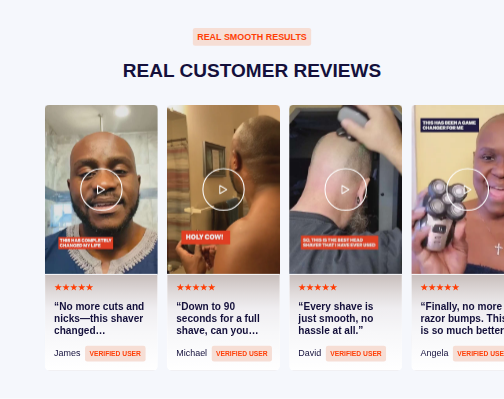 REAL SMOOTH RESULTS
REAL CUSTOMER REVIEWS
THIS HAS COMPLETELY
CHANGED MY LIFE
HOLY COW!
SO, THIS IS THE BEST HEAD
SHAVER THAT I HAVE EVER USED
THIS HAS BEEN A GAME
CHANGER FOR ME
★★★★★
“No more cuts and
nicks—this shaver
changed…
James VERIFIED USER
★★★★★
“Down to 90
seconds for a full
shave, can you…
Michael VERIFIED USER
★★★★★
“Every shave is
just smooth, no
hassle at all.”
David VERIFIED USER
★★★★★
“Finally, no more
razor bumps. This
is so much better
Angela VERIFIED USE